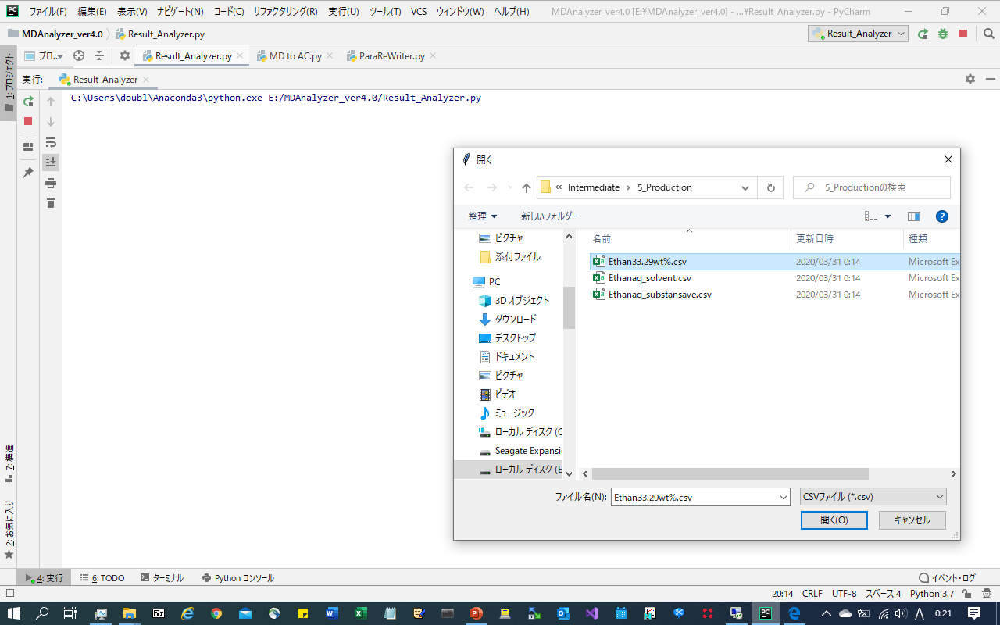 ファイル(F) 編集(E) 表示(V) ナビゲート(N) コード(C) リファクタリング(R) 実行(U) ツール(T) VCS ウィンドウ(W) ヘルプ(H) MDAnalyzer_ver4.0 [E:¥MDAnalyzer_ver4.0] - ...¥Result_Analyzer.py - PyCharm
MDAnalyzer_ver4.0 Result_Analyzer.py Result_Analyzer
1: プロジェクト
プロ... Result_Analyzer.py MD to AC.py ParaReWriter.py
実行: Result_Analyzer
C:\Users\doubl\Anaconda3\python.exe E:/MDAnalyzer_ver4.0/Result_Analyzer.py
開く
« Intermediate › 5_Production 5_Productionの検索
整理 新しいフォルダー
名前 更新日時 種類
ピクチャ
添付ファイル
PC
3D オブジェクト
ダウンロード
デスクトップ
ドキュメント
ピクチャ
ビデオ
ミュージック
ローカル ディスク (C
Seagate Expansi
ローカル ディスク (E
Ethan33.29wt%.csv 2020/03/31 0:14 Microsoft Ex
Ethanaq_solvent.csv 2020/03/31 0:14 Microsoft Ex
Ethanaq_substansave.csv 2020/03/31 0:14 Microsoft Ex
ファイル名(N): Ethan33.29wt%.csv CSVファイル (*.csv)
開く(O) キャンセル
7: 構造
2: お気に入り
4: 実行 6: TODO ターミナル Python コンソール イベント・ログ
20:14 CRLF UTF-8 スペース 4 Python 3.7
A 0:21